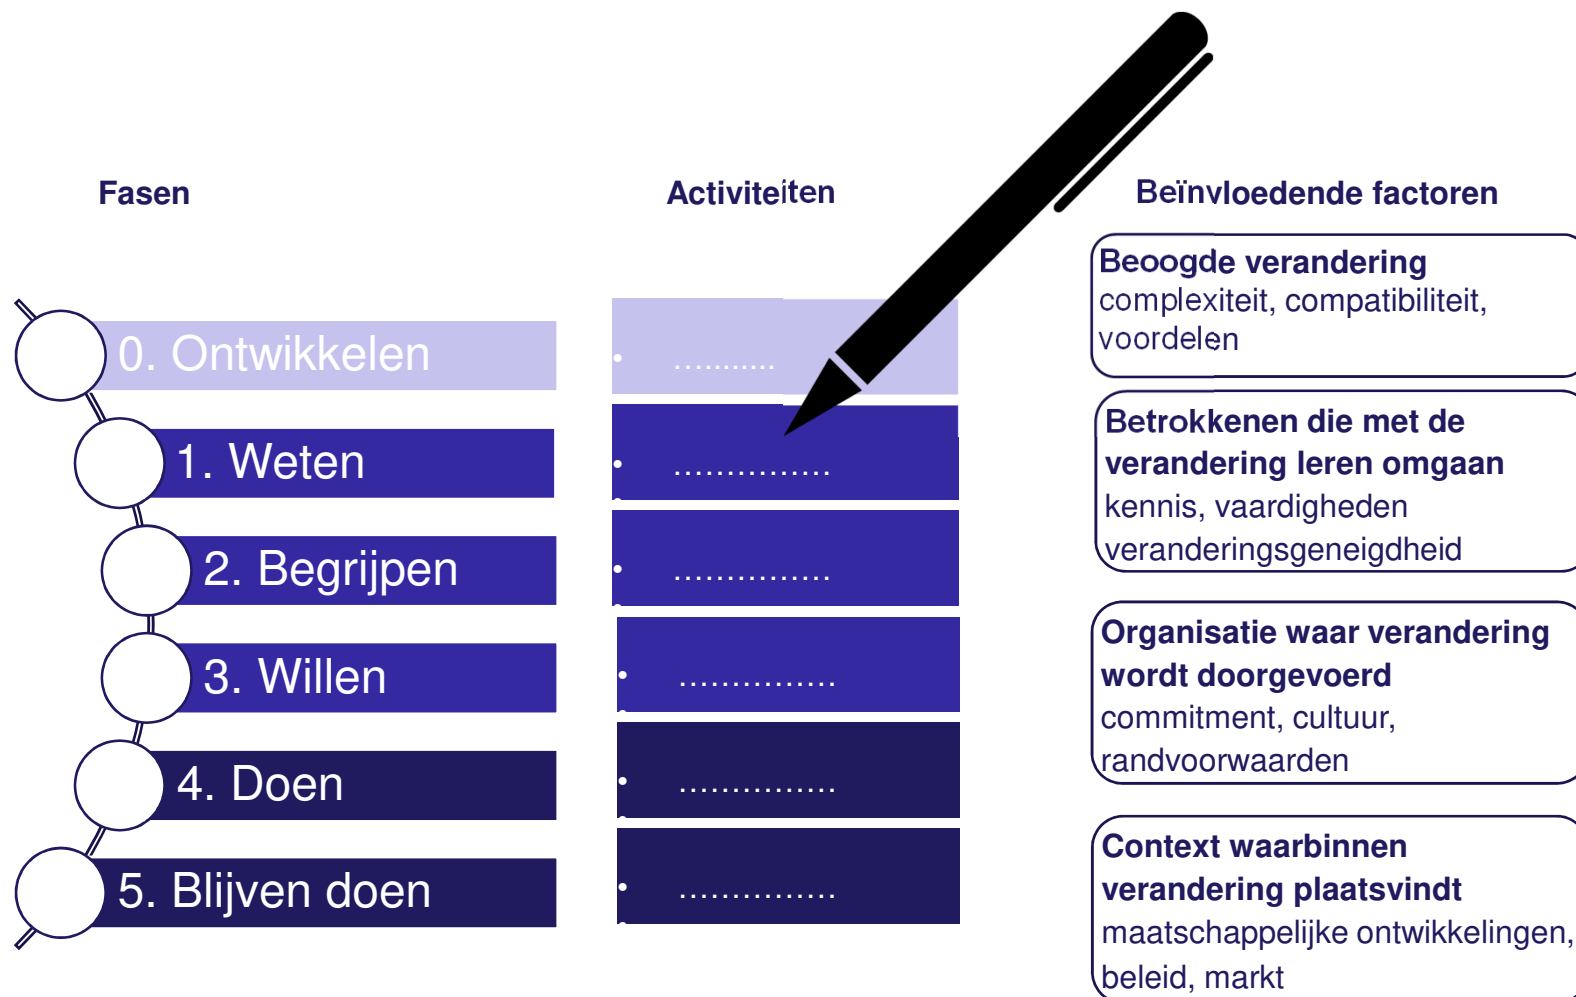 Fasen
Activiteiten
Beïnvloedende factoren
0. Ontwikkelen
1. Weten
2. Begrijpen
3. Willen
4. Doen
5. Blijven doen
• ...........
• ...............
• ...............
• ...............
• ...............
• ...............
Beoogde verandering
complexiteit, compatibiliteit,
voordelen
Betrokkenen die met de
verandering leren omgaan
kennis, vaardigheden
veranderingsgeneigdheid
Organisatie waar verandering
wordt doorgevoerd
commitment, cultuur,
randvoorwaarden
Context waarbinnen
verandering plaatsvindt
maatschappelijke ontwikkelingen,
beleid, markt